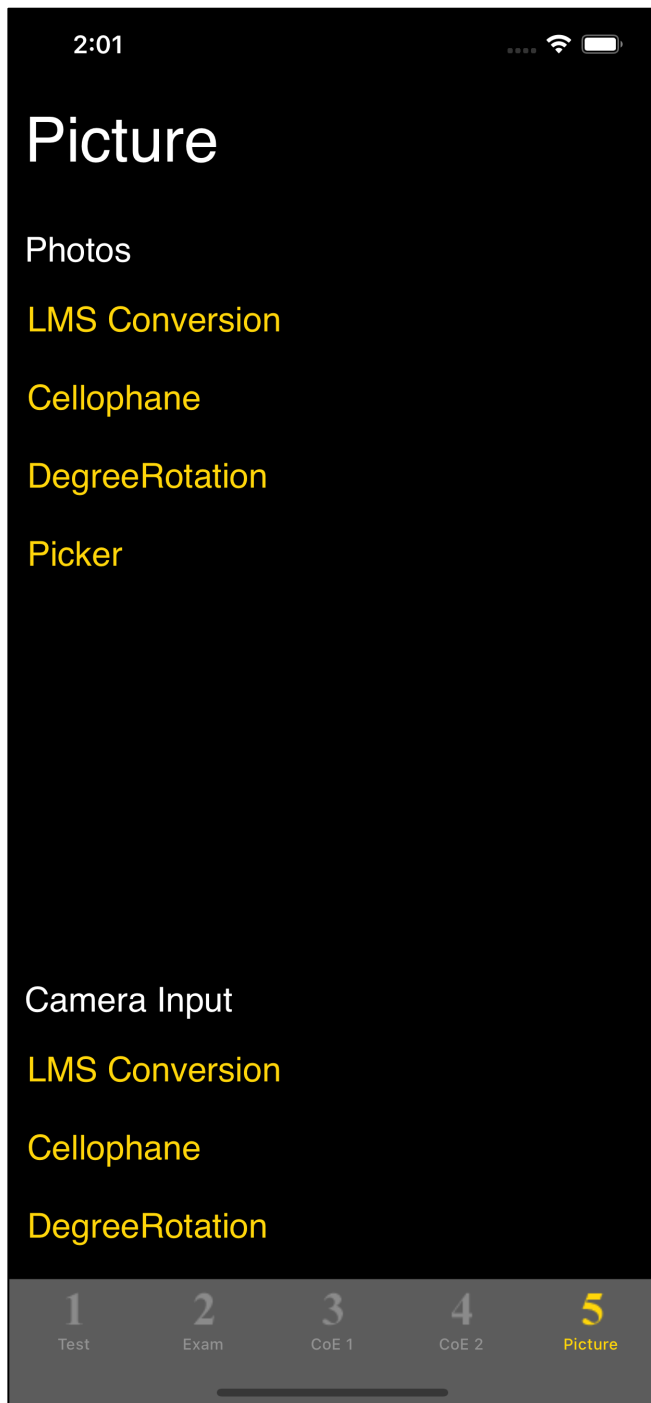 2:01
Picture
Photos
LMS Conversion
Cellophane
DegreeRotation
Picker
Camera Input
LMS Conversion
Cellophane
DegreeRotation
1 2 3 4 5
Test Exam CoE 1 CoE 2 Picture